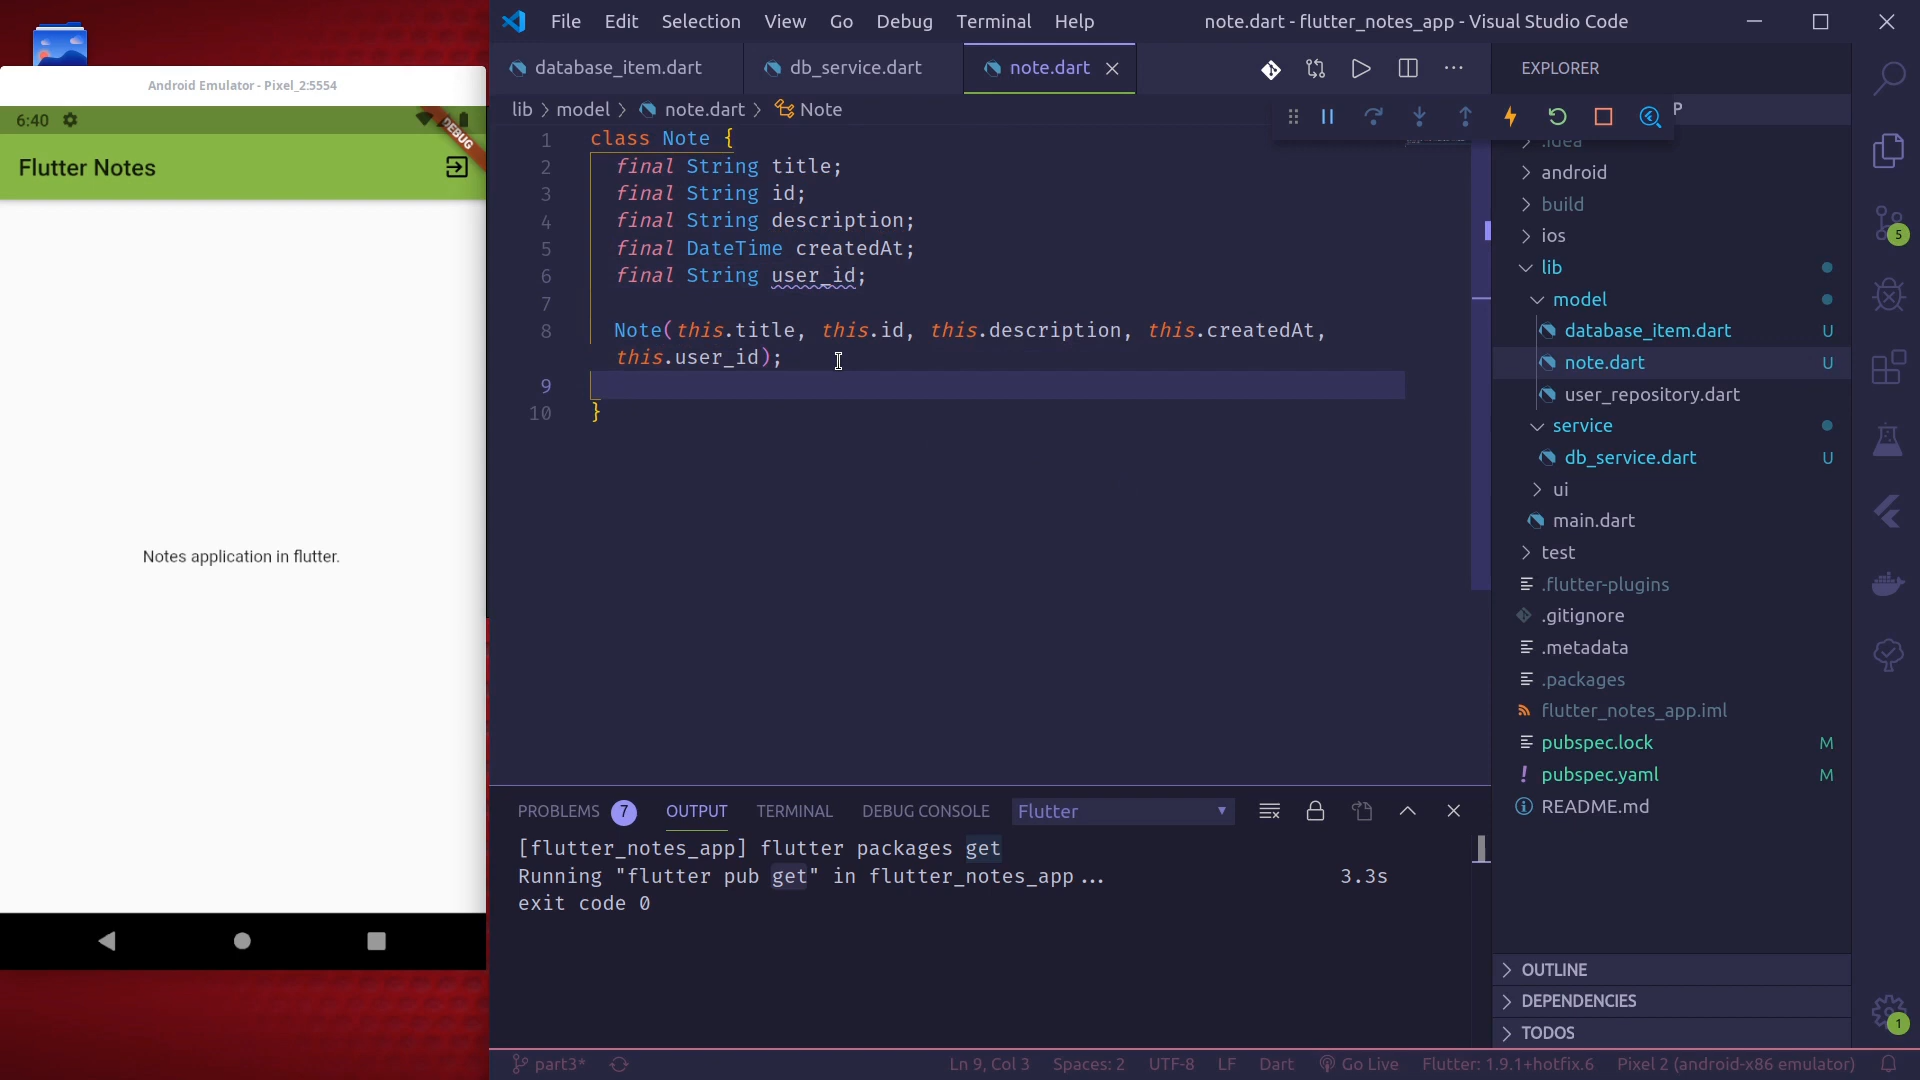 File Edit Selection View Go Debug Terminal Help
note.dart - flutter_notes_app - Visual Studio Code
Android Emulator - Pixel_2:5554
6:40
DEBUG
Flutter Notes
Notes application in flutter.
database_item.dart
db_service.dart
note.dart
lib > model > note.dart > Note
1 class Note {
2 final String title;
3 final String id;
4 final String description;
5 final DateTime createdAt;
6 final String user_id;
7
8 Note(this.title, this.id, this.description, this.createdAt,
this.user_id);
9
10 }
PROBLEMS 7 OUTPUT TERMINAL DEBUG CONSOLE Flutter
[flutter_notes_app] flutter packages get
Running "flutter pub get" in flutter_notes_app... 3.3s
exit code 0
EXPLORER
P
.idea
android
build
ios
lib
model
database_item.dart U
note.dart U
user_repository.dart
service
db_service.dart U
ui
main.dart
test
.flutter-plugins
.gitignore
.metadata
.packages
flutter_notes_app.iml
pubspec.lock M
pubspec.yaml M
README.md
OUTLINE
DEPENDENCIES
TODOS
5
1
part3* Ln 9, Col 3 Spaces: 2 UTF-8 LF Dart Go Live Flutter: 1.9.1+hotfix.6 Pixel 2 (android-x86 emulator)